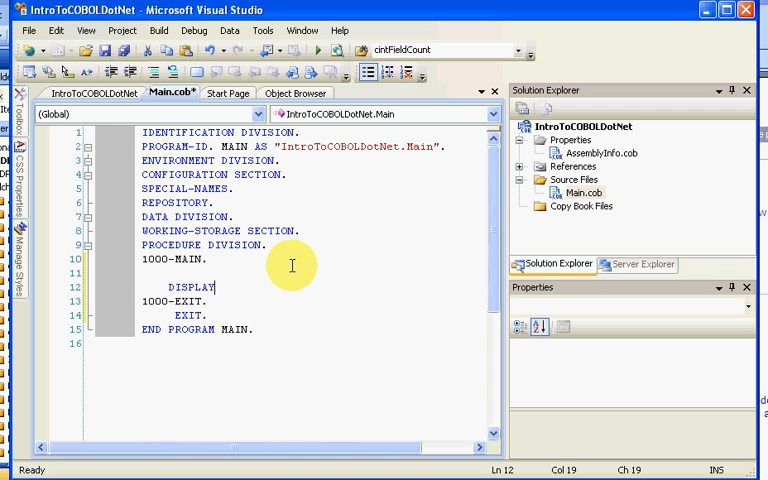 IntroToCOBOLDotNet - Microsoft Visual Studio
File Edit View Project Build Debug Tools Window Help
cintFieldCount
IntroToCOBOLDotNet Main.cob* Start Page Object Browser
(Global) IntroToCOBOLDotNet.Main
1 IDENTIFICATION DIVISION.
2 PROGRAM-ID. MAIN AS "IntroToCOBOLDotNet.Main".
3 ENVIRONMENT DIVISION.
4 CONFIGURATION SECTION.
5 SPECIAL-NAMES.
6 REPOSITORY.
7 DATA DIVISION.
8 WORKING-STORAGE SECTION.
9 PROCEDURE DIVISION.
10 1000-MAIN.
11
12 DISPLAY
13 1000-EXIT.
14 EXIT.
15 END PROGRAM MAIN.
16
Toolbox
CSS Properties
Manage Styles
Solution Explorer
IntroToCOBOLDotNet
Properties
AssemblyInfo.cob
References
Source Files
Main.cob
Copy Book Files
Solution Explorer Server Explorer
Properties
Ready Ln 12 Col 19 Ch 19 INS